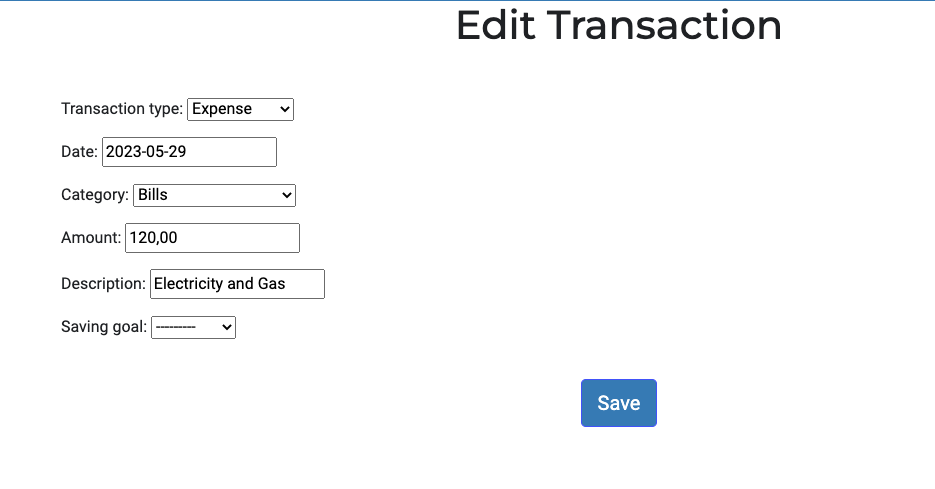 Edit Transaction
Transaction type: Expense
Date: 2023-05-29
Category: Bills
Amount: 120,00
Description: Electricity and Gas
Saving goal: ---------
Save